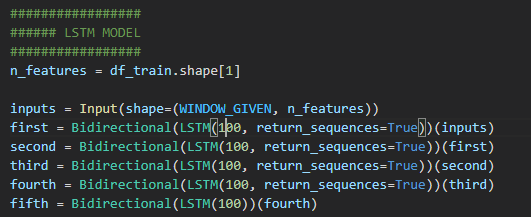 #################
###### LSTM MODEL
#################
n_features = df_train.shape[1]

inputs = Input(shape=(WINDOW_GIVEN, n_features))
first = Bidirectional(LSTM(100, return_sequences=True))(inputs)
second = Bidirectional(LSTM(100, return_sequences=True))(first)
third = Bidirectional(LSTM(100, return_sequences=True))(second)
fourth = Bidirectional(LSTM(100, return_sequences=True))(third)
fifth = Bidirectional(LSTM(100))(fourth)